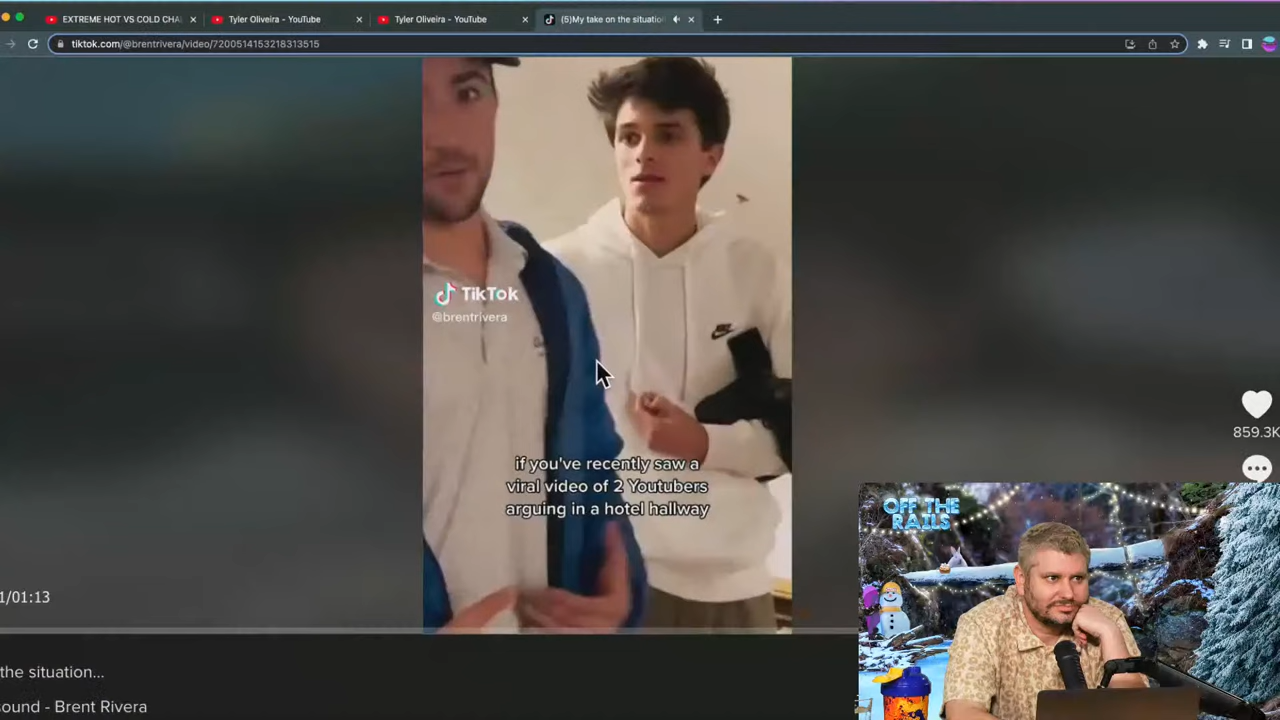 EXTREME HOT VS COLD CHA
Tyler Oliveira - YouTube
Tyler Oliveira - YouTube
(5)My take on the situation
tiktok.com/@brentrivera/video/7200514153218313515
TikTok
@brentrivera
if you've recently saw a
viral video of 2 Youtubers
arguing in a hotel hallway
859.3K
OFF THE
RAILS
1/01:13
the situation...
sound - Brent Rivera